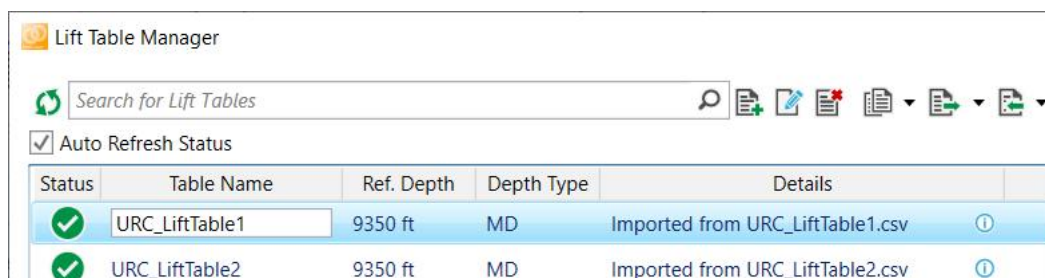 Lift Table Manager
Search for Lift Tables
Auto Refresh Status
Status Table Name Ref. Depth Depth Type Details
URC_LiftTable1 9350 ft MD Imported from URC_LiftTable1.csv
URC_LiftTable2 9350 ft MD Imported from URC_LiftTable2.csv